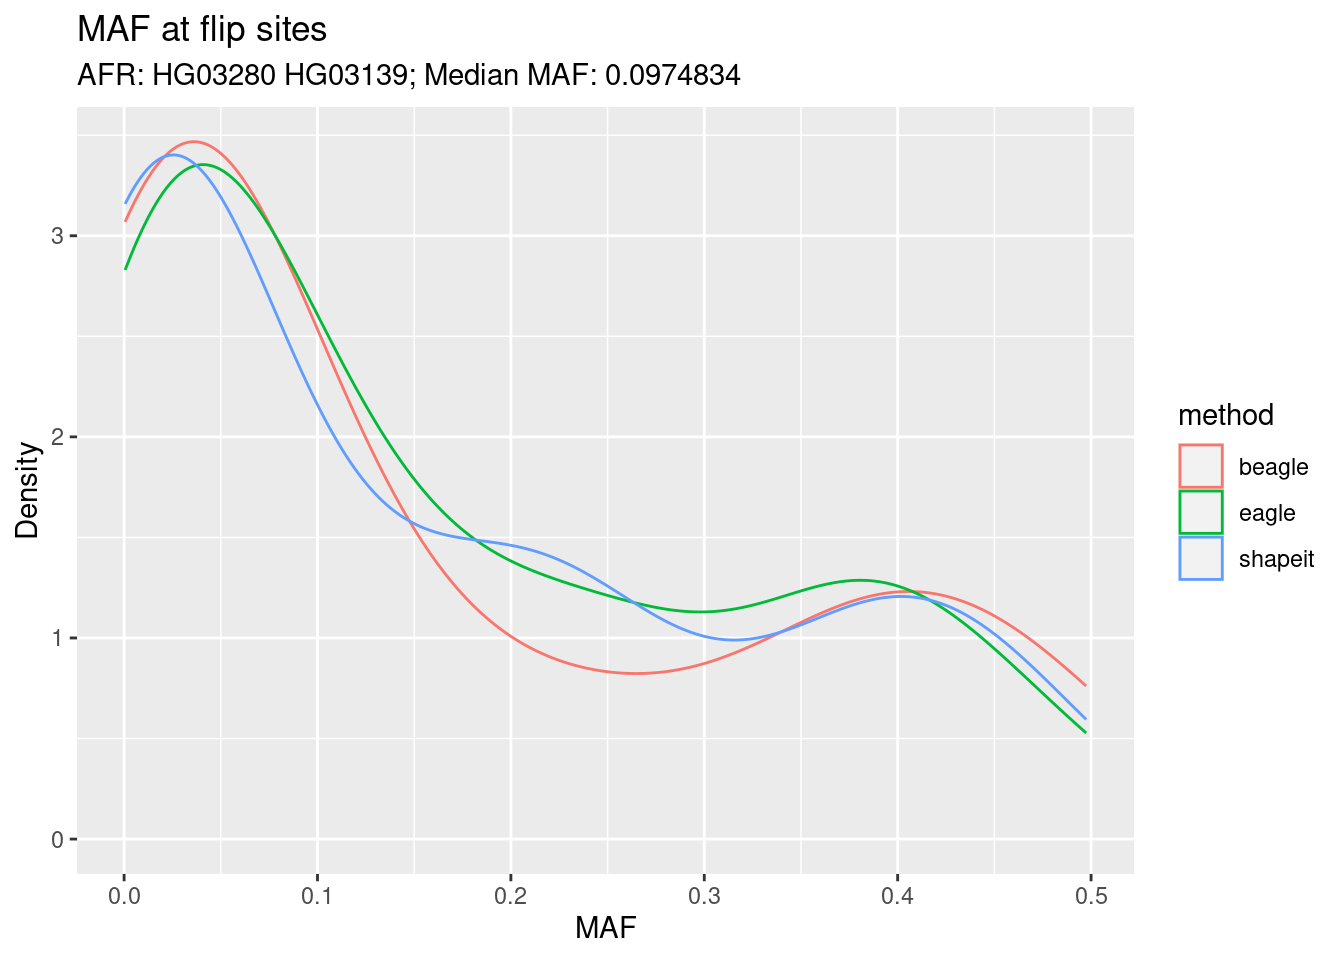 MAF at flip sites
AFR: HG03280 HG03139; Median MAF: 0.0974834
Density
3
2
1
0
0.0 0.1 0.2 0.3 0.4 0.5
MAF
method
beagle
eagle
shapeit